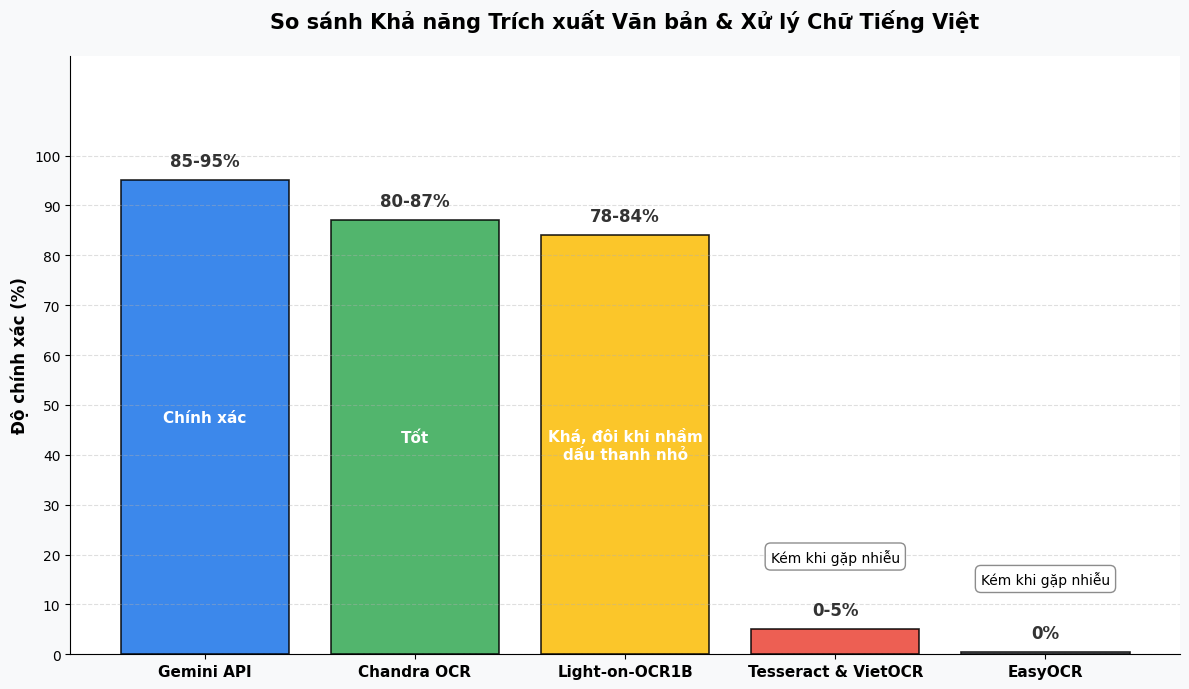 So sánh Khả năng Trích xuất Văn bản & Xử lý Chữ Tiếng Việt
Độ chính xác (%)
100
90
80
70
60
50
40
30
20
10
0
85-95%
80-87%
78-84%
0-5%
0%
Chính xác
Tốt
Khá, đôi khi nhầm
dấu thanh nhỏ
Kém khi gặp nhiễu
Kém khi gặp nhiễu
Gemini API
Chandra OCR
Light-on-OCR1B
Tesseract & VietOCR
EasyOCR